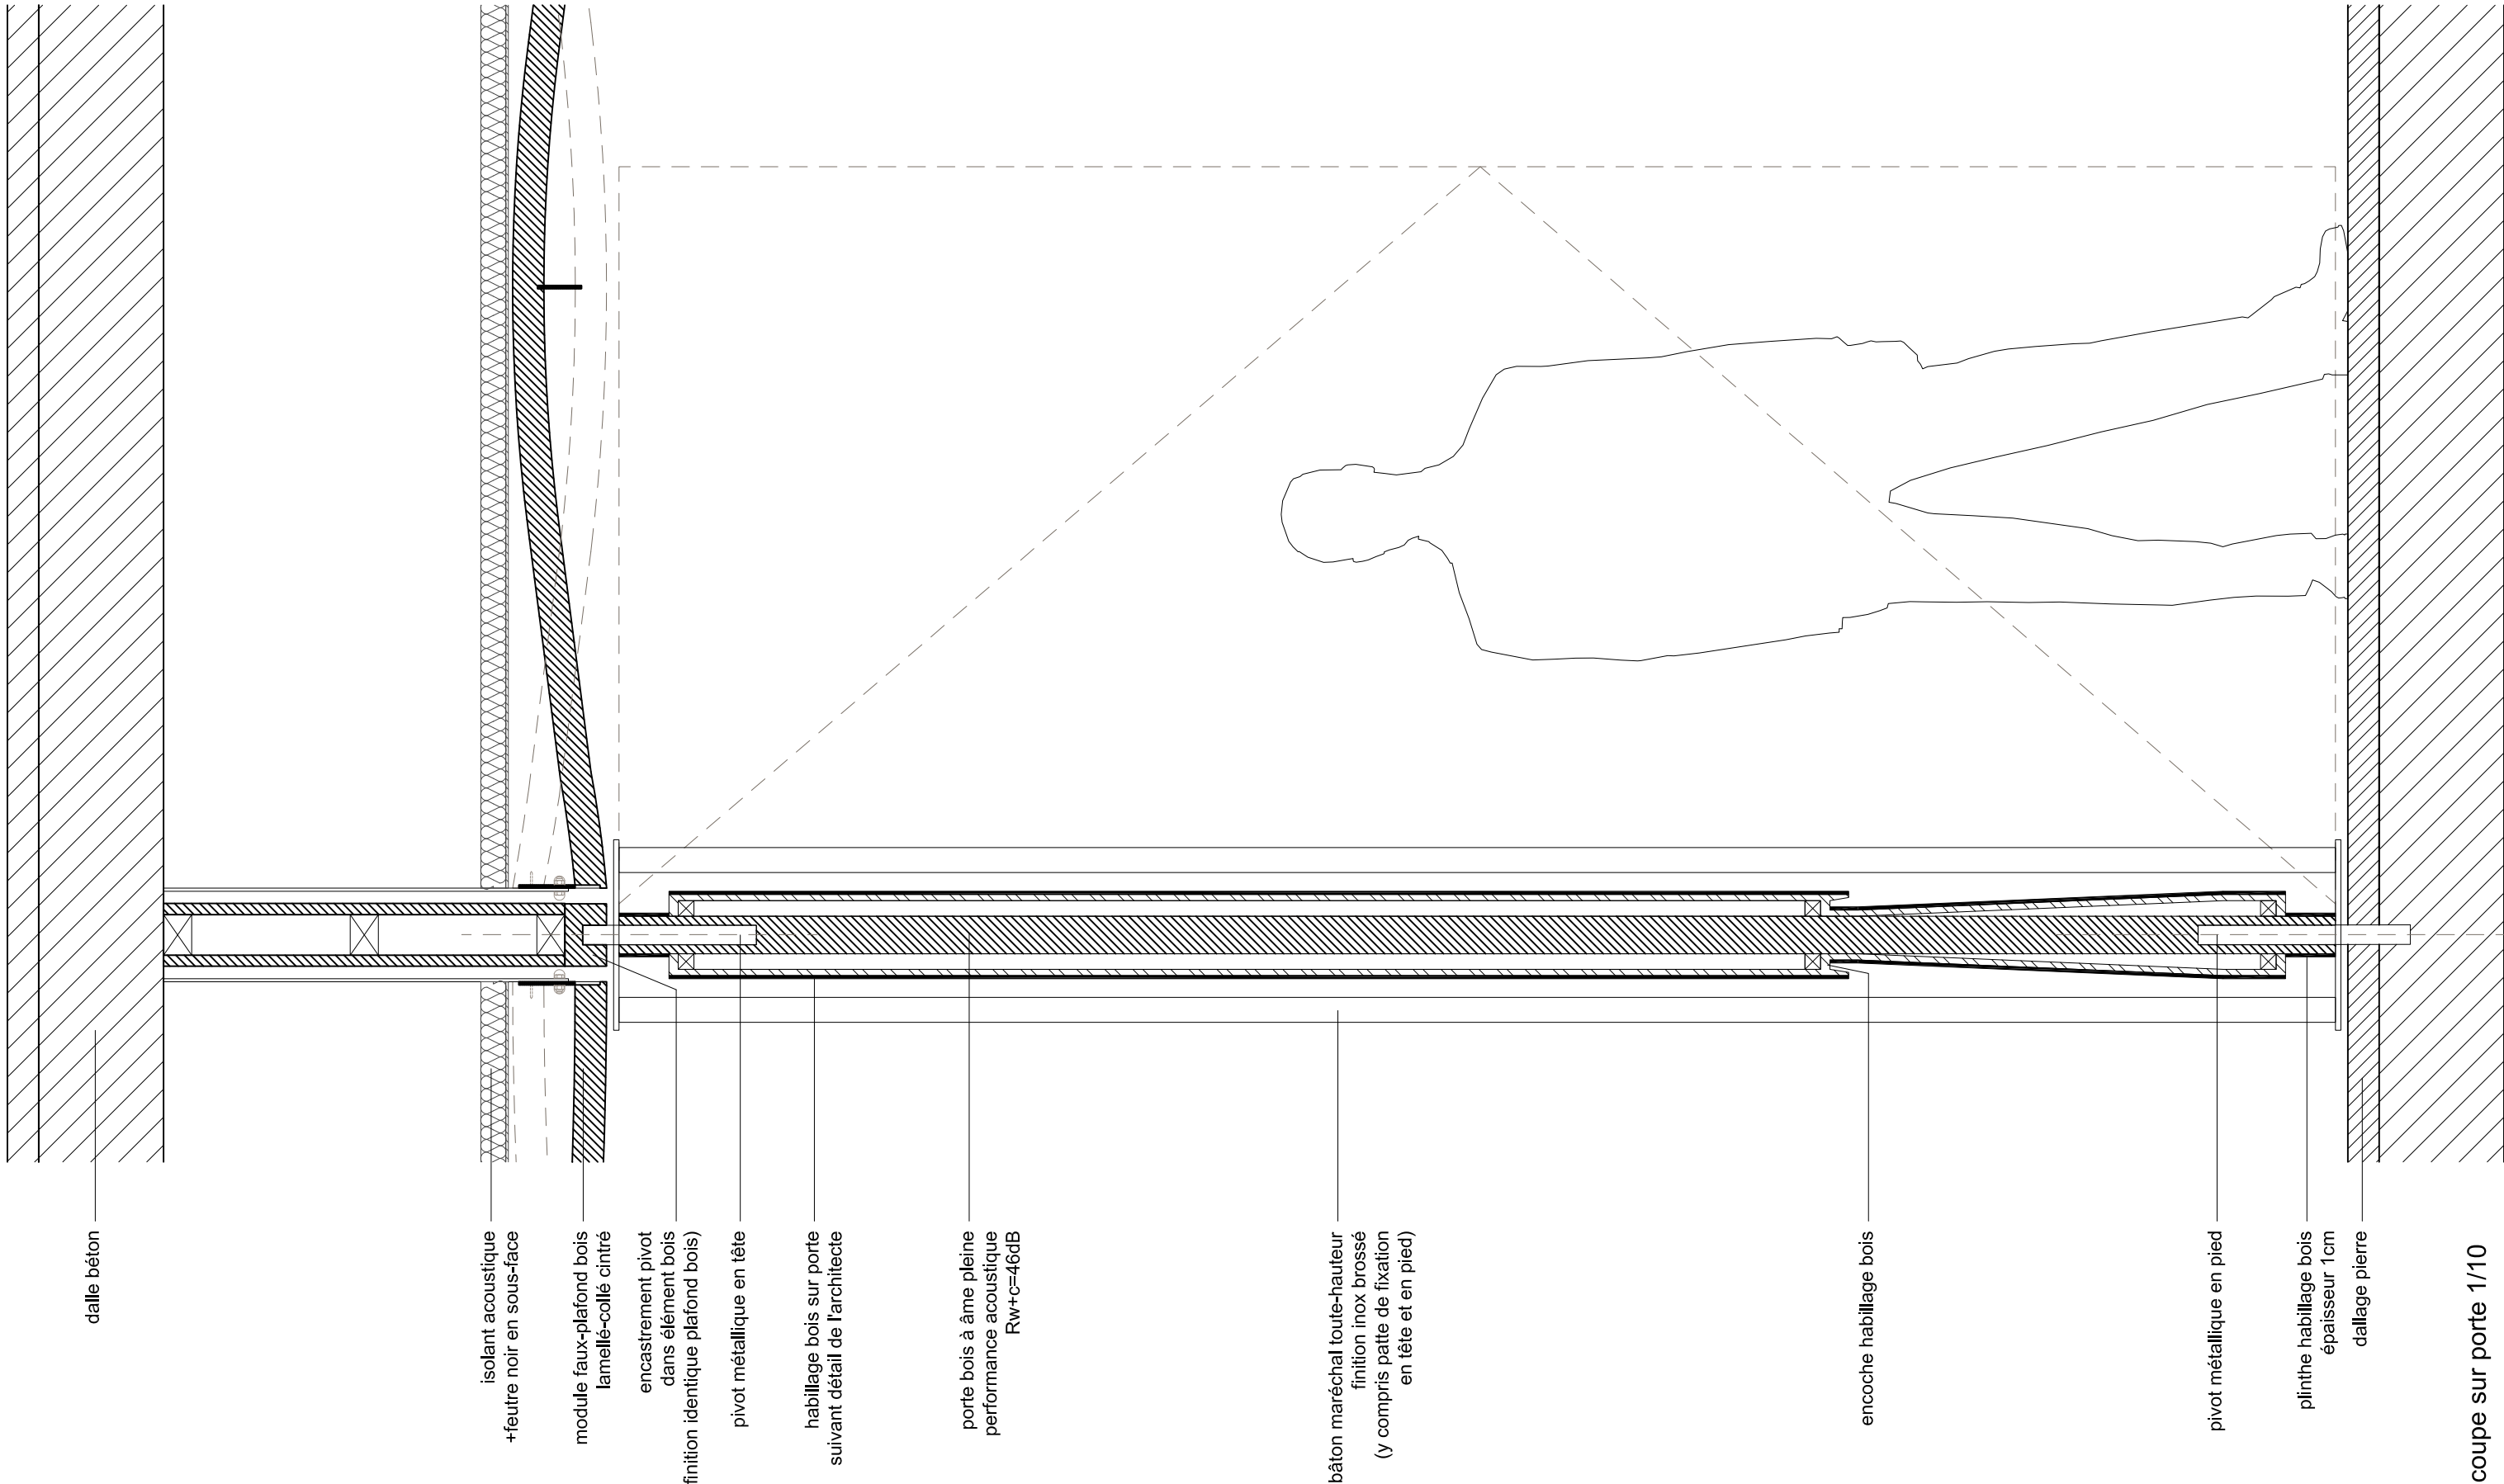 dalle béton
isolant acoustique
+feutre noir en sous-face
module faux-plafond bois
lamellé-collé cintré
encastrement pivot
dans élément bois
finition identique plafond bois)
pivot métallique en tête
habillage bois sur porte
suivant détail de l'architecte
porte bois à âme pleine
performance acoustique
Rw+c=46dB
bâton maréchal toute-hauteur
finition inox brossé
(y compris patte de fixation
en tête et en pied)
encoche habillage bois
pivot métallique en pied
plinthe habillage bois
épaisseur 1cm
dallage pierre
coupe sur porte 1/10